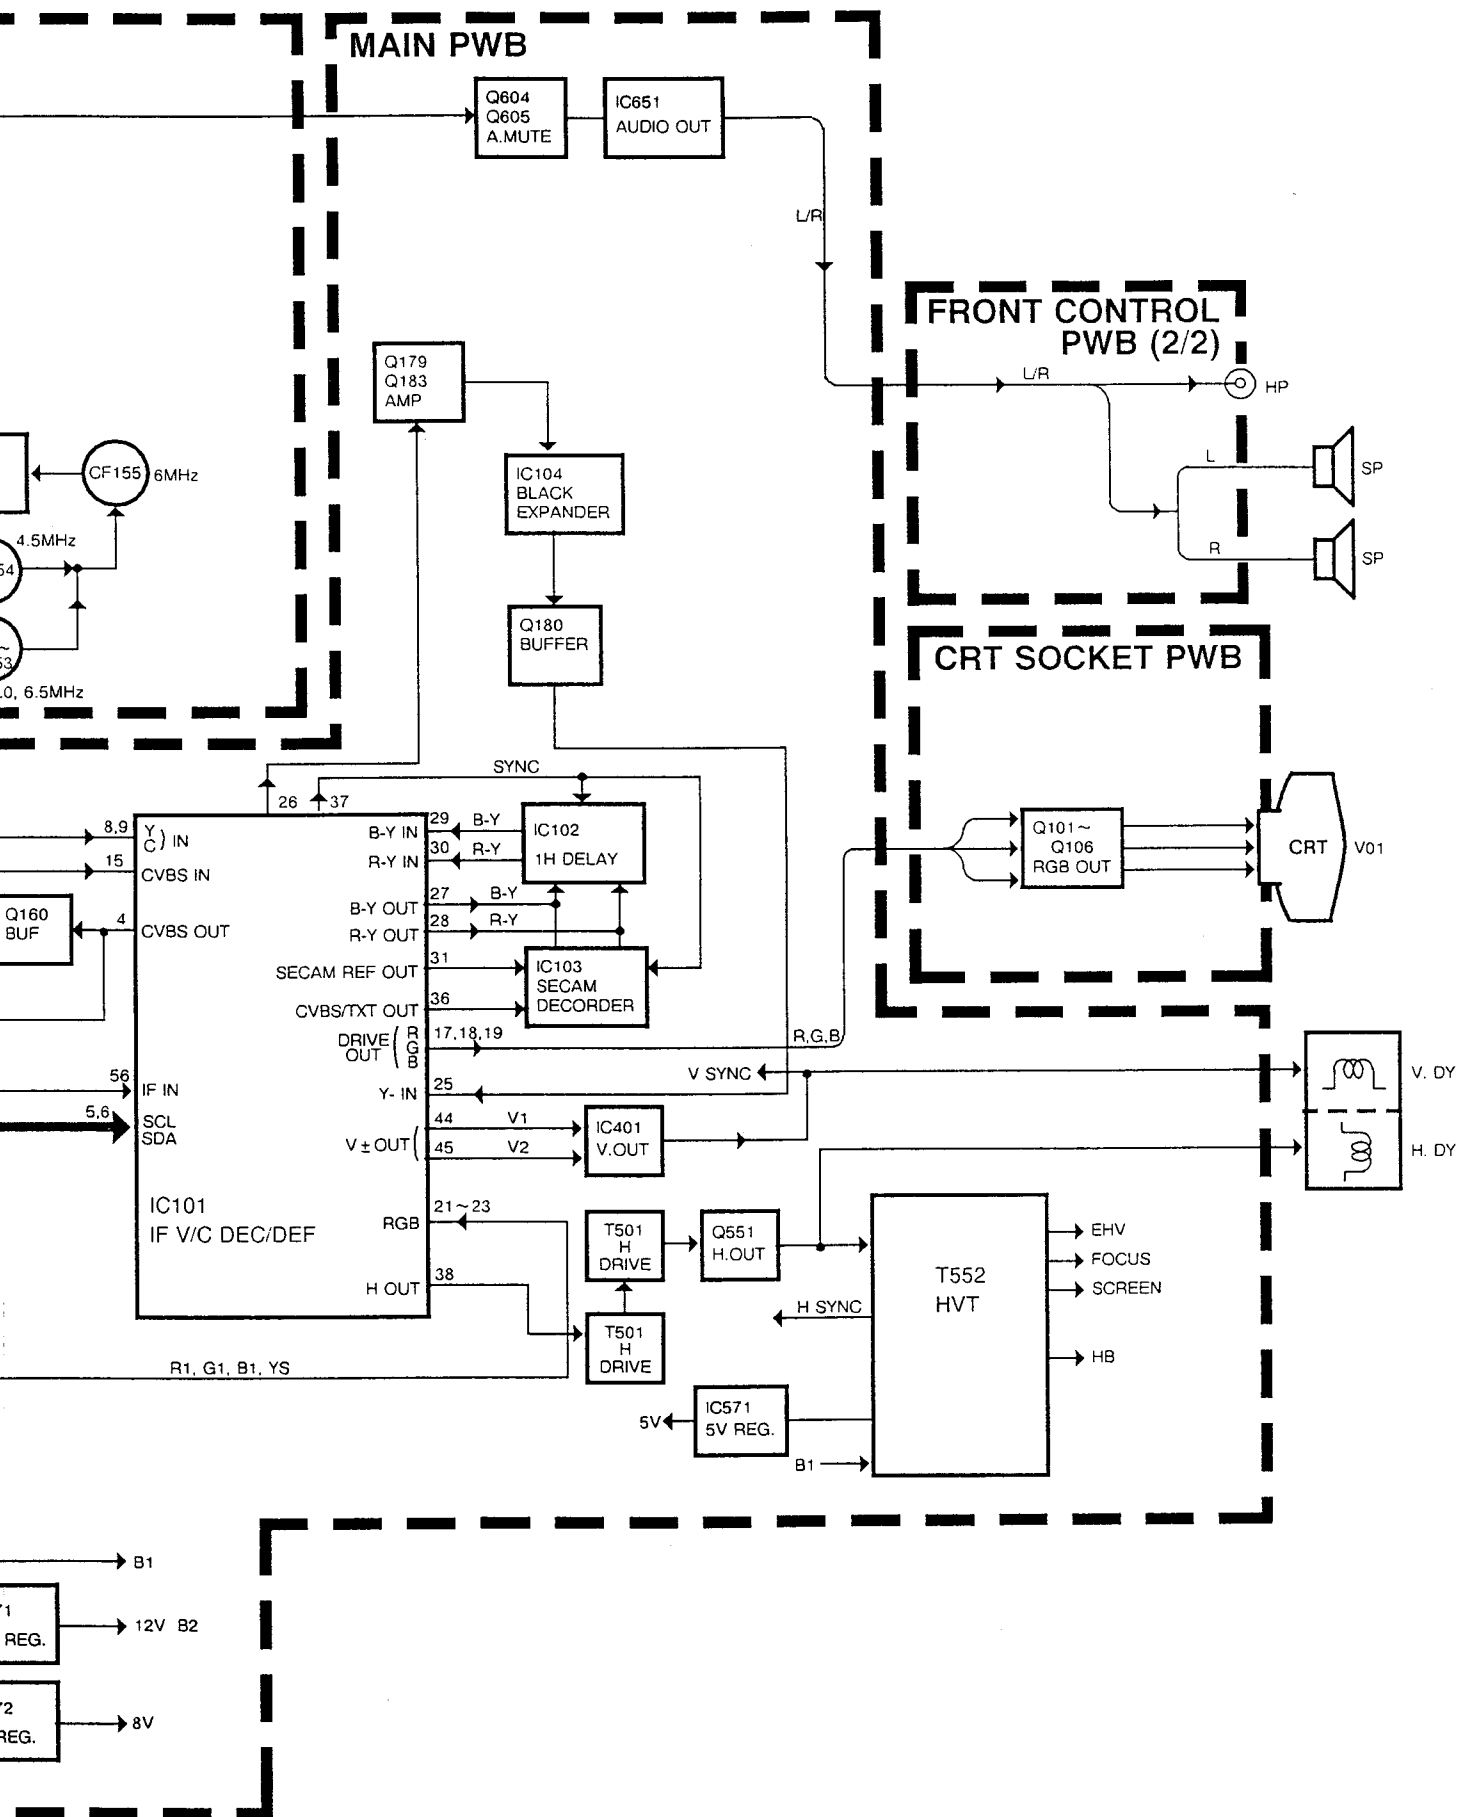 MAIN PWB
Q604
Q605
A.MUTE
IC651
AUDIO OUT
L/R
FRONT CONTROL
PWB (2/2)
L/R
HP
L
SP
R
SP
Q179
Q183
AMP
IC104
BLACK
EXPANDER
Q180
BUFFER
CF155
6MHz
4.5MHz
54
~
53
.0, 6.5MHz
CRT SOCKET PWB
Q101~
Q106
RGB OUT
CRT
V01
SYNC
26
37
8,9
Y
C) IN
15
CVBS IN
Q160
BUF
4
CVBS OUT
56
IF IN
5,6
SCL
SDA
IC101
IF V/C DEC/DEF
B-Y IN
29
B-Y
R-Y IN
30
R-Y
IC102
1H DELAY
B-Y OUT
27
B-Y
R-Y OUT
28
R-Y
SECAM REF OUT
31
CVBS/TXT OUT
36
IC103
SECAM
DECORDER
DRIVE
OUT
( R
G
B
17,18,19
R,G,B
Y- IN
25
V SYNC
V ± OUT (
44
V1
45
V2
IC401
V.OUT
V. DY
H. DY
RGB
21~23
H OUT
38
T501
H
DRIVE
Q551
H.OUT
T501
H
DRIVE
T552
HVT
EHV
FOCUS
SCREEN
HB
H SYNC
IC571
5V REG.
5V
B1
R1, G1, B1, YS
B1
71
REG.
12V B2
72
REG.
8V